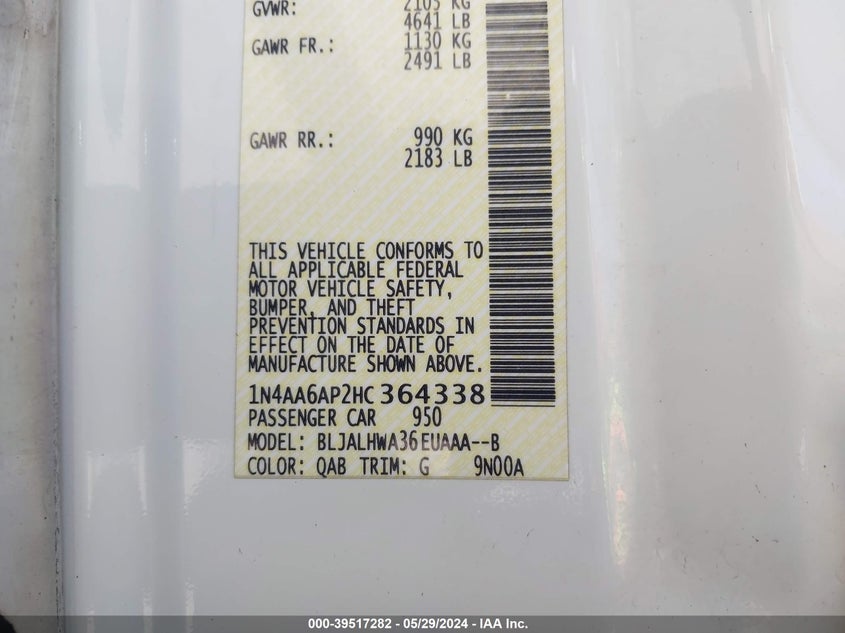 GVWR: 2105 KG
4641 LB
GAWR FR.: 1130 KG
2491 LB
GAWR RR.: 990 KG
2183 LB
THIS VEHICLE CONFORMS TO
ALL APPLICABLE FEDERAL
MOTOR VEHICLE SAFETY,
BUMPER, AND THEFT
PREVENTION STANDARDS IN
EFFECT ON THE DATE OF
MANUFACTURE SHOWN ABOVE.
1N4AA6AP2HC364338
PASSENGER CAR 950
MODEL: BLJALHWA36EUAAA--B
COLOR: QAB TRIM: G 9N00A
000-39517282 - 05/29/2024 - IAA Inc.